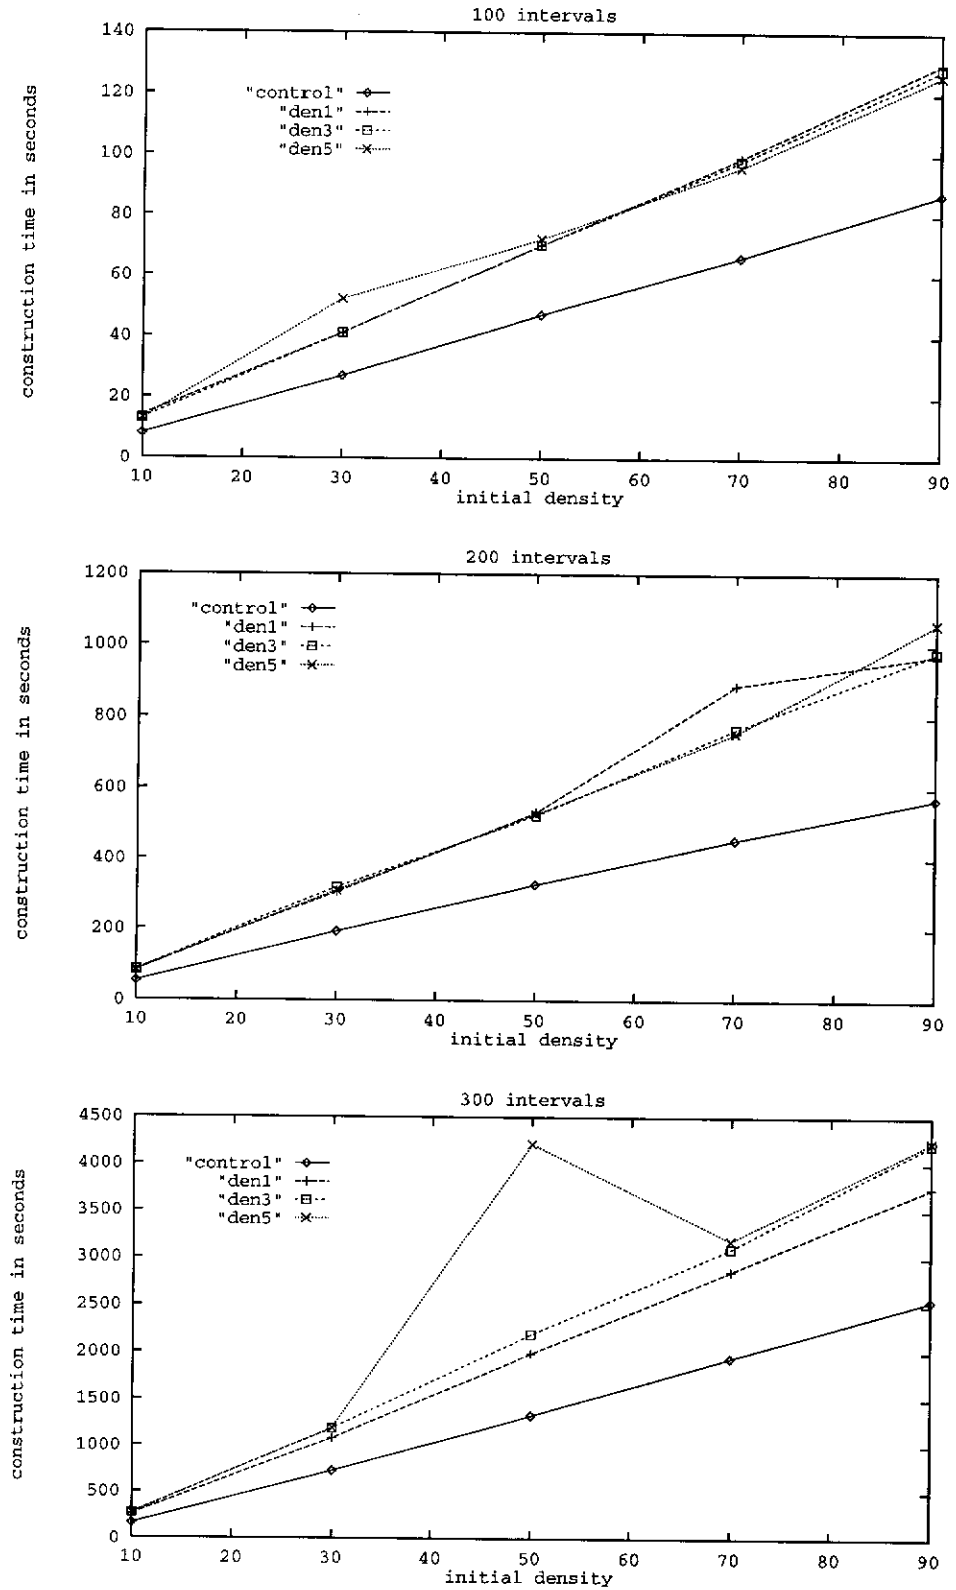 100 intervals
140
120
100
80
60
40
20
0
construction time in seconds
"control"
"den1"
"den3"
"den5"
10 20 30 40 50 60 70 80 90
initial density
200 intervals
1200
1000
800
600
400
200
0
construction time in seconds
"control"
"den1"
"den3"
"den5"
10 20 30 40 50 60 70 80 90
initial density
300 intervals
4500
4000
3500
3000
2500
2000
1500
1000
500
0
construction time in seconds
"control"
"den1"
"den3"
"den5"
10 20 30 40 50 60 70 80 90
initial density